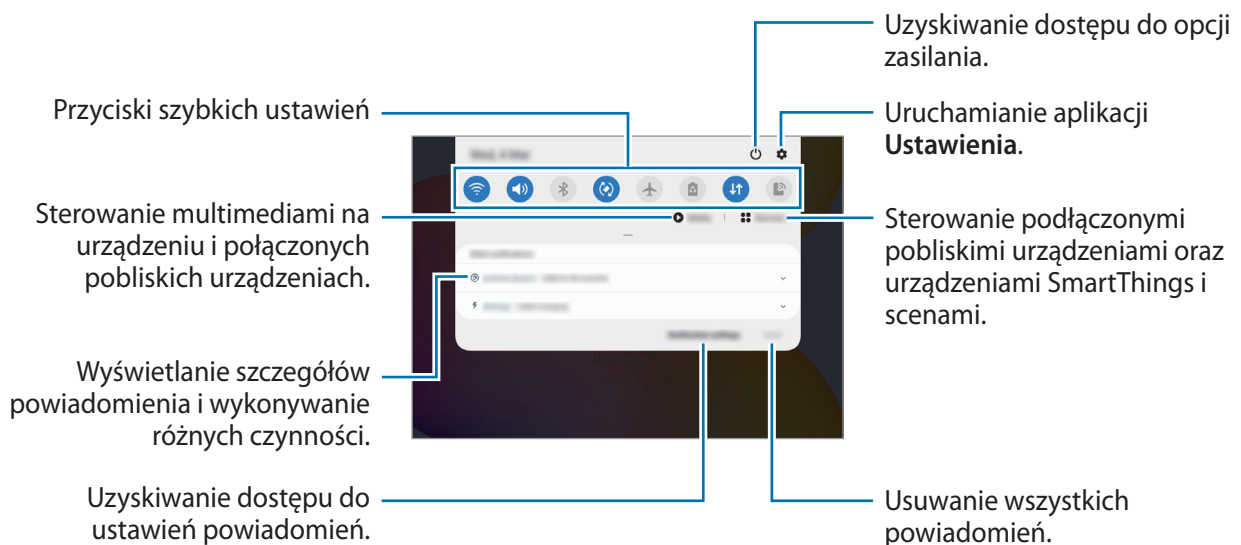 Uzyskiwanie dostępu do opcji
zasilania.
Przyciski szybkich ustawień
Uruchamianie aplikacji
Ustawienia.
Sterowanie multimediami na
urządzeniu i połączonych
pobliskich urządzeniach.
Sterowanie podłączonymi
pobliskimi urządzeniami oraz
urządzeniami SmartThings i
scenami.
Wyświetlanie szczegółów
powiadomienia i wykonywanie
różnych czynności.
Uzyskiwanie dostępu do
ustawień powiadomień.
Usuwanie wszystkich
powiadomień.